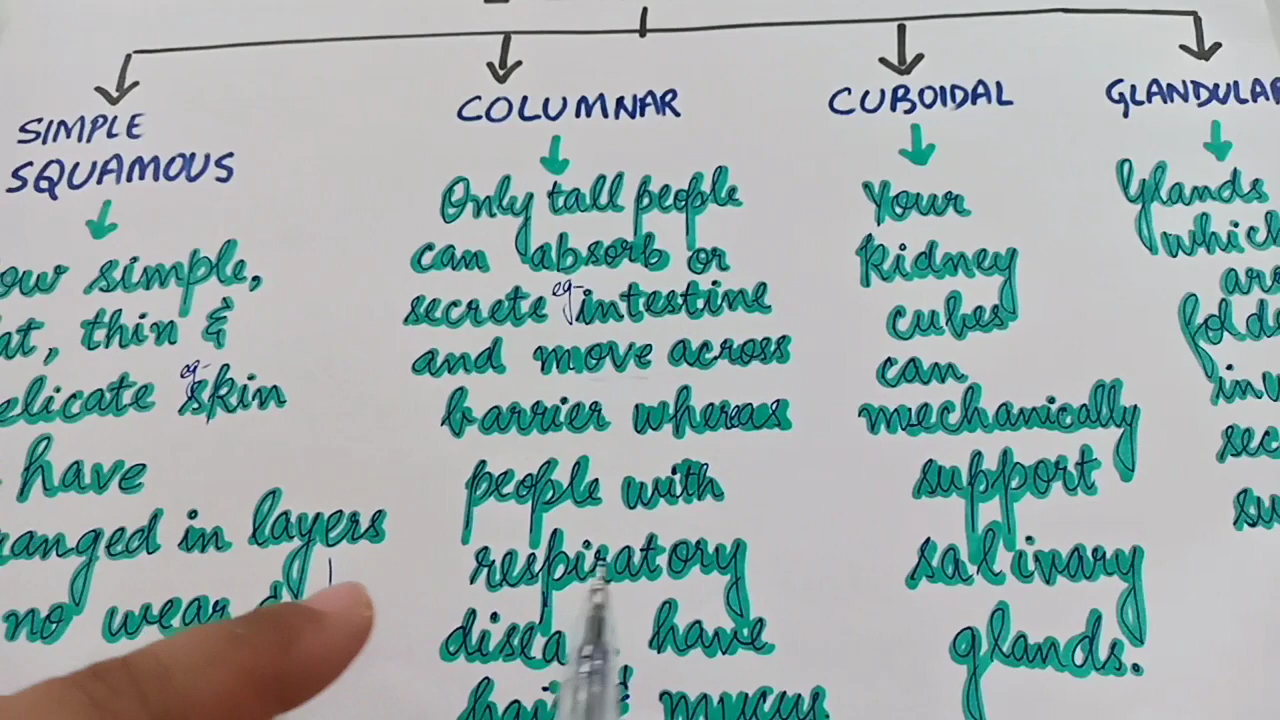 SIMPLE
SQUAMOUS
simple,
thin &
eg- skin
have
in layers
no wear
COLUMNAR
Only tall people
can absorb or
secrete eg- intestine
and move across
barrier whereas
people with
respiratory
have
mucus
CUBOIDAL
Your
kidney
cubes
can
mechanically
support
salivary
glands.
GLANDULAR
Glands
which